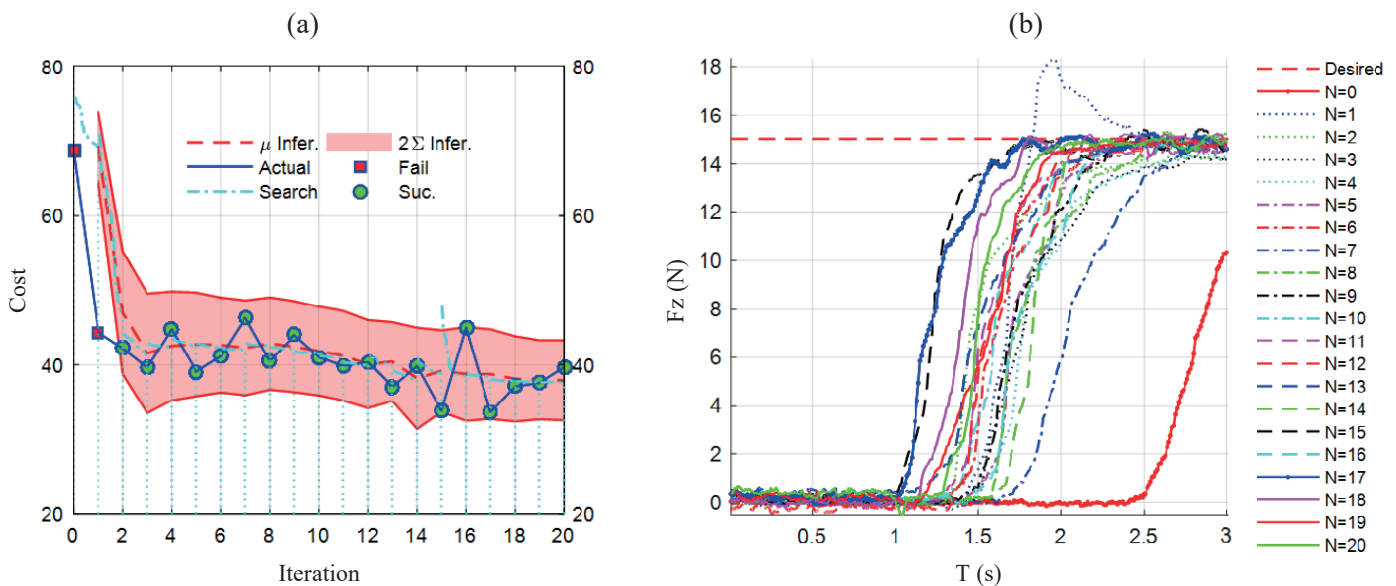 (a)
(b)
80
60
40
20
80
60
40
20
0 2 4 6 8 10 12 14 16 18 20
Cost
Iteration
μ Infer.
2Σ Infer.
Actual
Fail
Search
Suc.
18
16
14
12
10
8
6
4
2
0
0.5 1 1.5 2 2.5 3
Fz (N)
T (s)
Desired
N=0
N=1
N=2
N=3
N=4
N=5
N=6
N=7
N=8
N=9
N=10
N=11
N=12
N=13
N=14
N=15
N=16
N=17
N=18
N=19
N=20